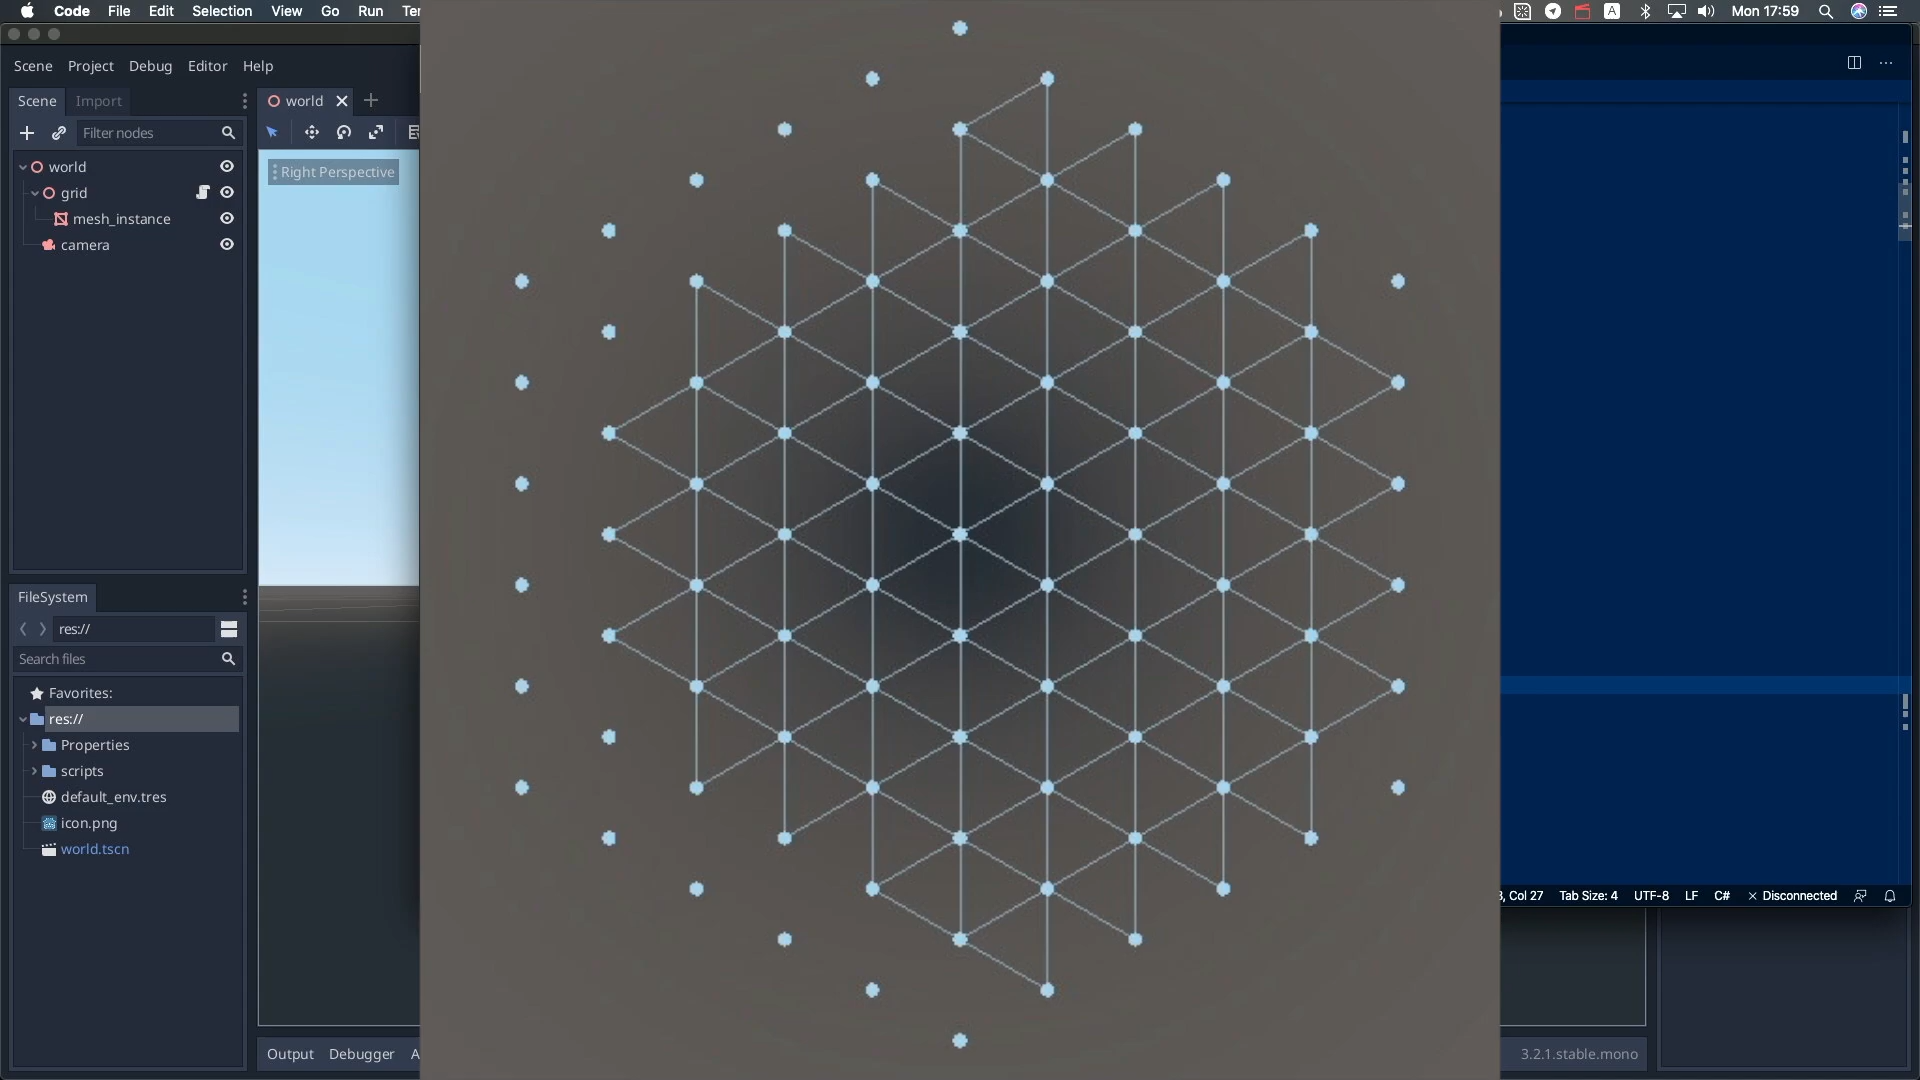 Code File Edit Selection View Go Run
A Mon 17:59
Scene Project Debug Editor Help
Scene Import world
Filter nodes
world
Right Perspective
grid
mesh_instance
camera
FileSystem
res://
Search files
Favorites:
res://
Properties
scripts
default_env.tres
icon.png
world.tscn
Col 27 Tab Size: 4 UTF-8 LF C# Disconnected
Output Debugger
3.2.1.stable.mono